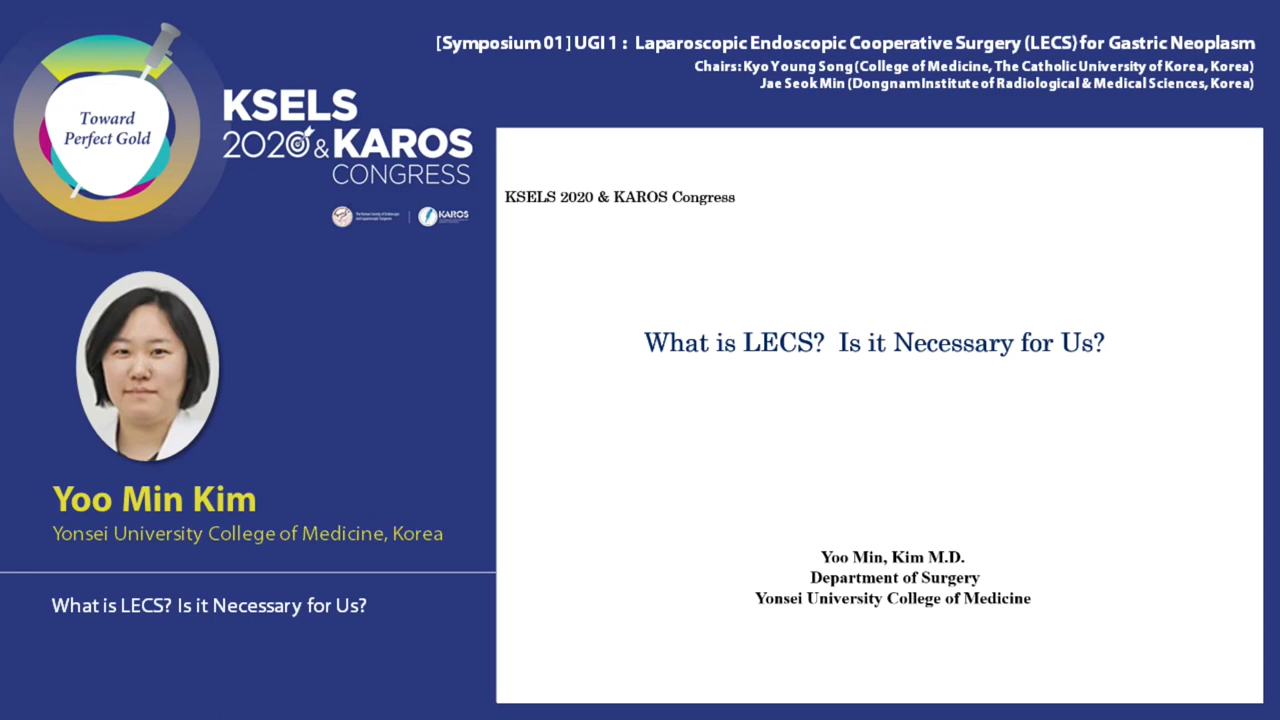 [Symposium 01] UGI 1 : Laparoscopic Endoscopic Cooperative Surgery (LECS) for Gastric Neoplasm
Chairs: Kyo Young Song (College of Medicine, The Catholic University of Korea, Korea)
Jae Seok Min (Dongnam Institute of Radiological & Medical Sciences, Korea)
Toward
Perfect Gold
KSELS
2020 & KAROS
CONGRESS
KAROS
Yoo Min Kim
Yonsei University College of Medicine, Korea
What is LECS? Is it Necessary for Us?
KSELS 2020 & KAROS Congress
What is LECS? Is it Necessary for Us?
Yoo Min, Kim M.D.
Department of Surgery
Yonsei University College of Medicine